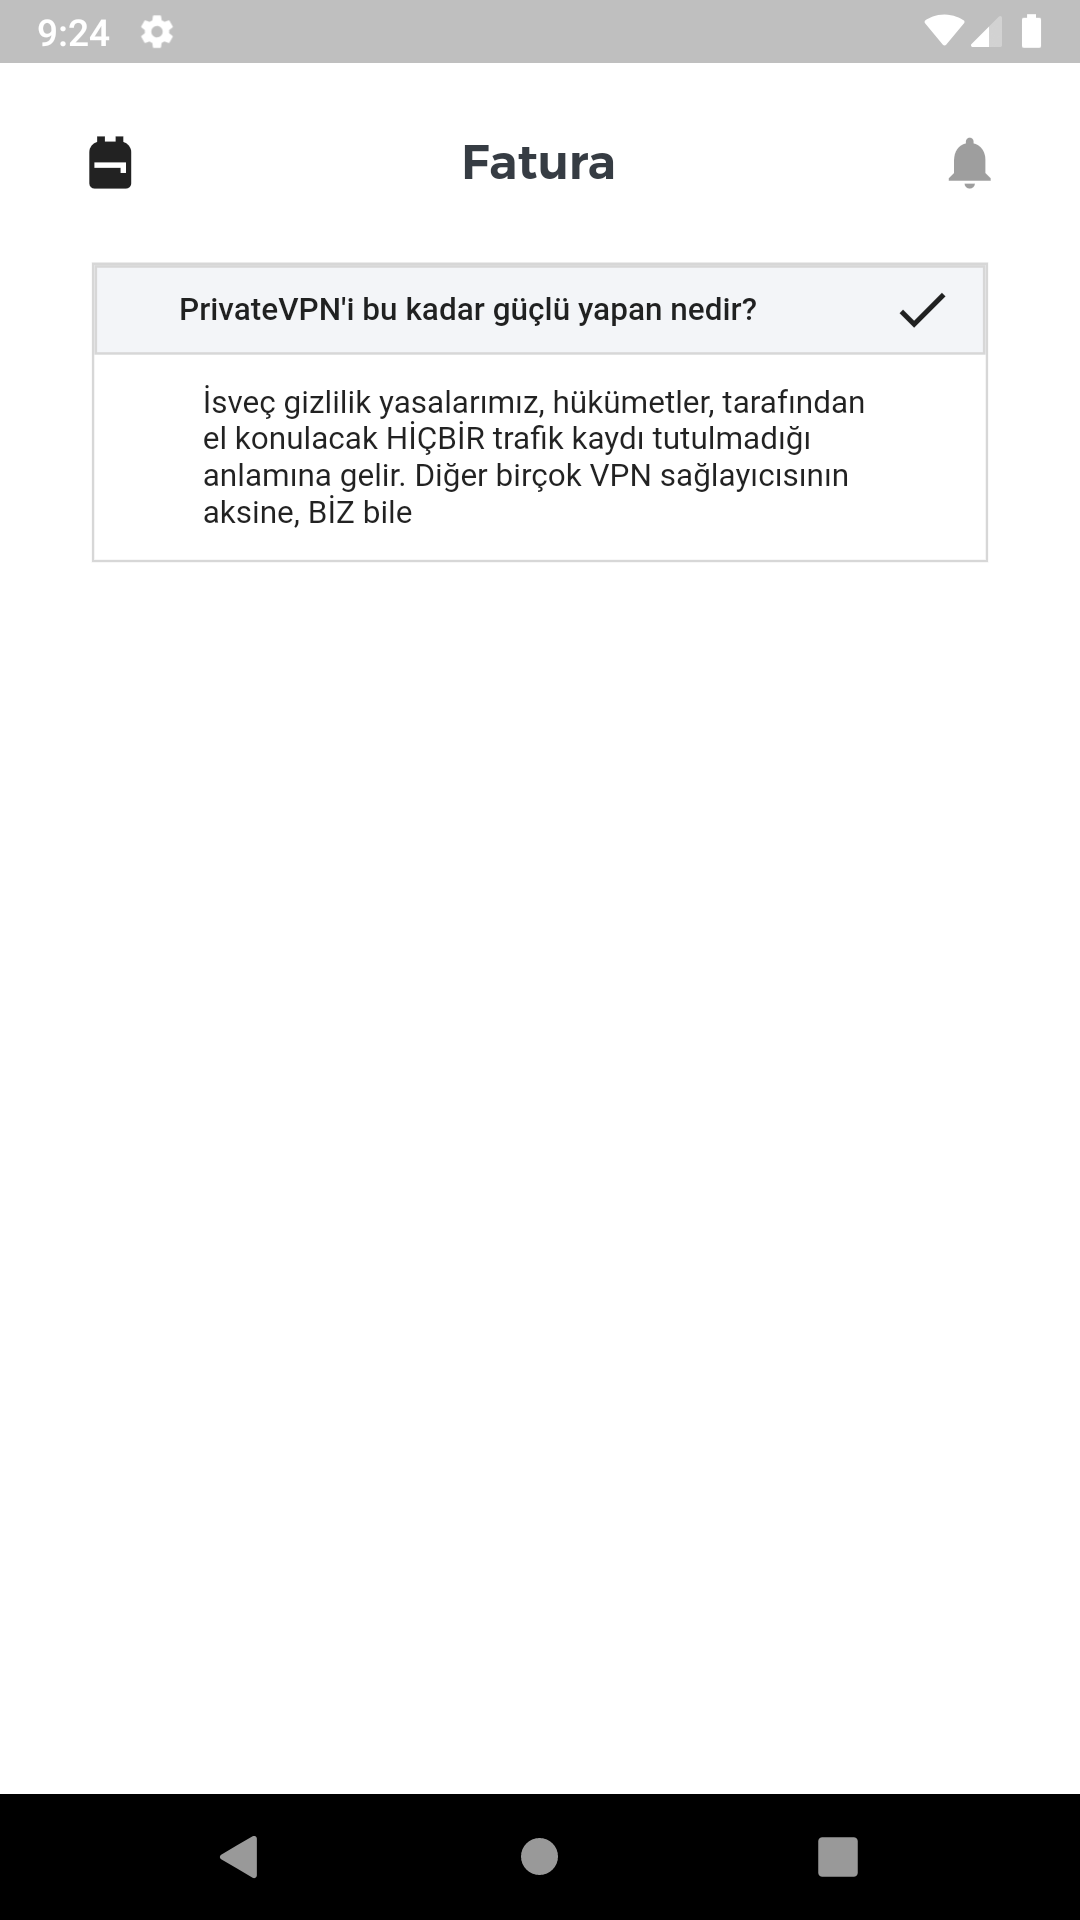 9:24
Fatura
PrivateVPN'i bu kadar güçlü yapan nedir?
İsveç gizlilik yasalarımız, hükümetler, tarafından
el konulacak HİÇBİR trafik kaydı tutulmadığı
anlamına gelir. Diğer birçok VPN sağlayıcısının
aksine, BİZ bile